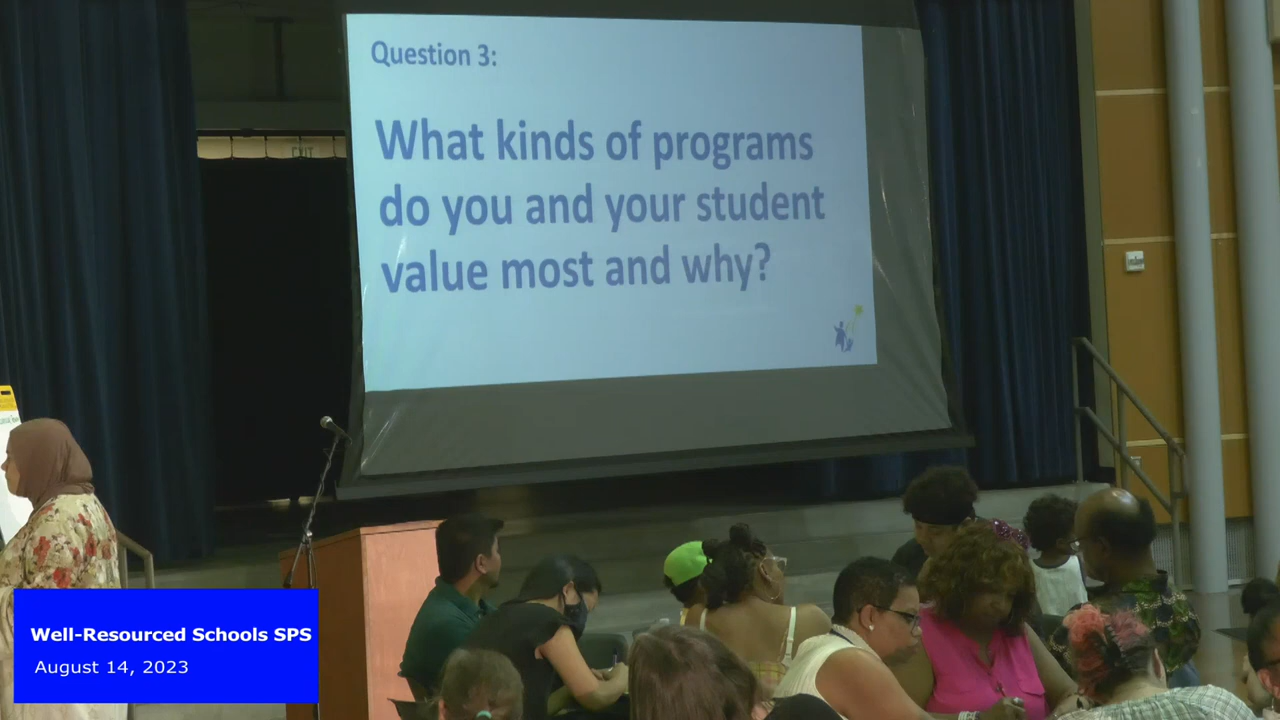 Question 3:
What kinds of programs
do you and your student
value most and why?
EXIT
Well-Resourced Schools SPS
August 14, 2023